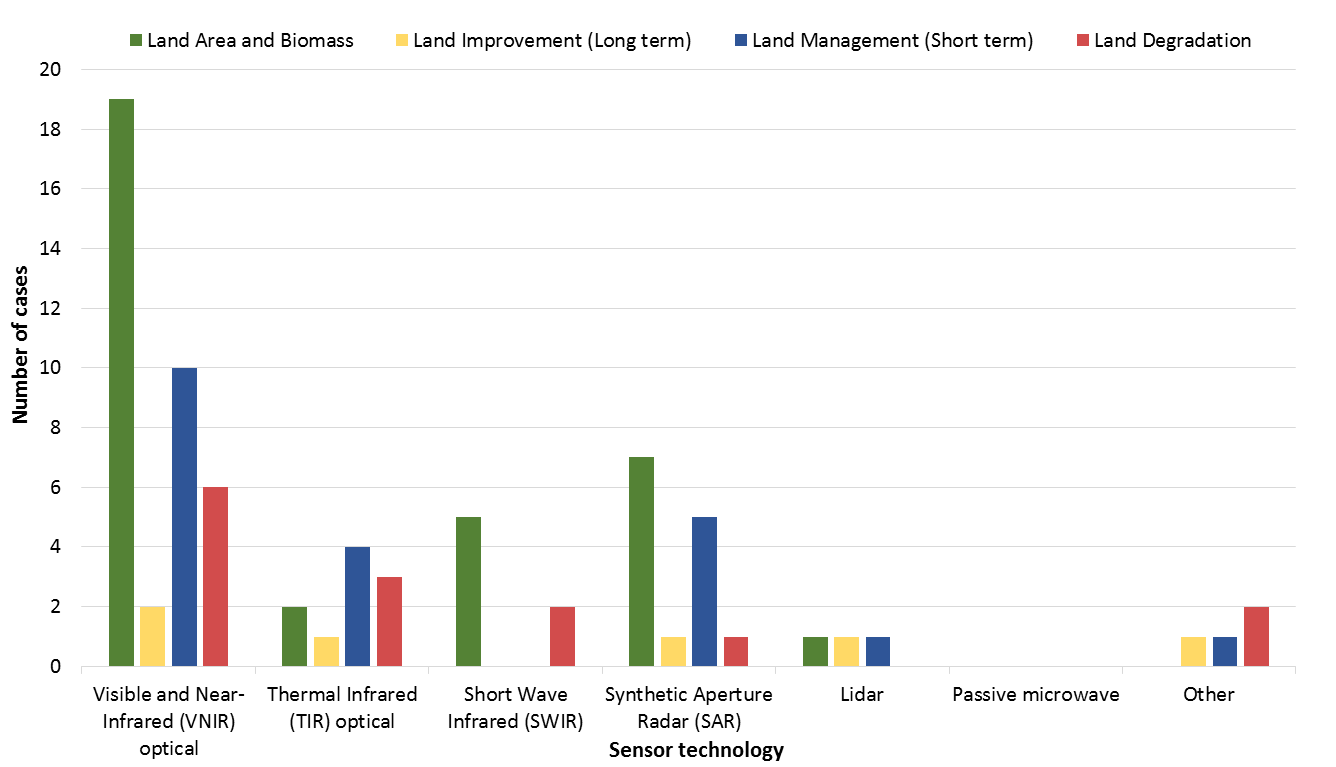 Land Area and Biomass Land Improvement (Long term) Land Management (Short term) Land Degradation
20
18
16
14
12
10
8
6
4
2
0
Number of cases
Visible and Near-
Infrared (VNIR)
optical
Thermal Infrared
(TIR) optical
Short Wave
Infrared (SWIR)
Synthetic Aperture
Radar (SAR)
Lidar
Passive microwave
Other
Sensor technology